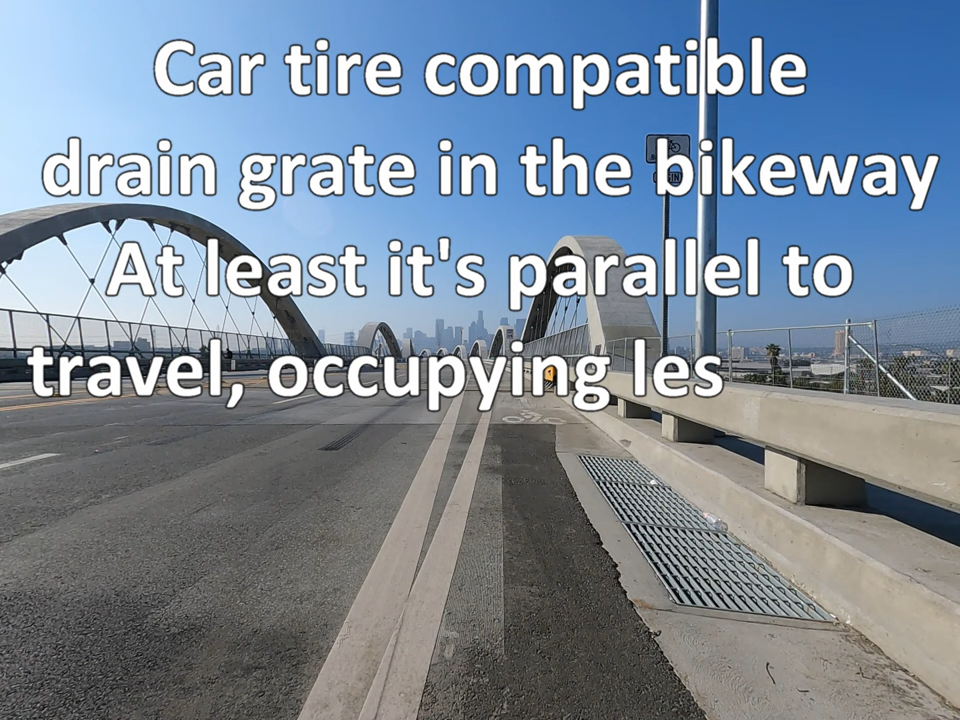 Car tire compatible
drain grate in the bikeway
At least it's parallel to
travel, occupying les